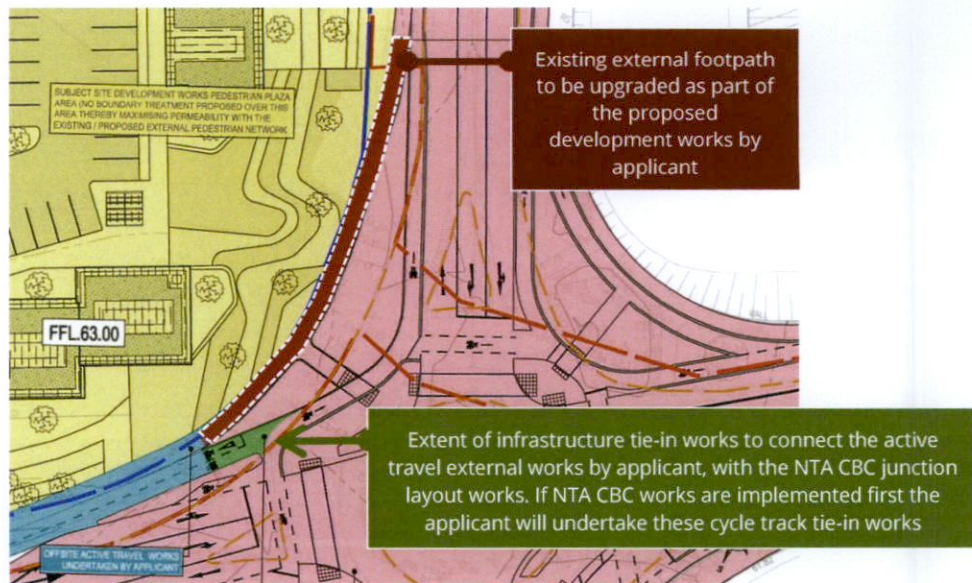 Existing external footpath
to be upgraded as part of
the proposed
development works by
applicant
SUBJECT SITE DEVELOPMENT WORKS PEDESTRIAN PLAZA
AREA (NO BOUNDARY TREATMENT PROPOSED OVER THIS
AREA THEREBY MAXIMISING PERMEABILITY WITH THE
EXISTING / PROPOSED EXTERNAL PEDESTRIAN NETWORK
FFL.63.00
Extent of infrastructure tie-in works to connect the active
travel external works by applicant, with the NTA CBC junction
layout works. If NTA CBC works are implemented first the
applicant will undertake these cycle track tie-in works
OFFSITE ACTIVE TRAVEL WORKS
UNDERTAKEN BY APPLICANT